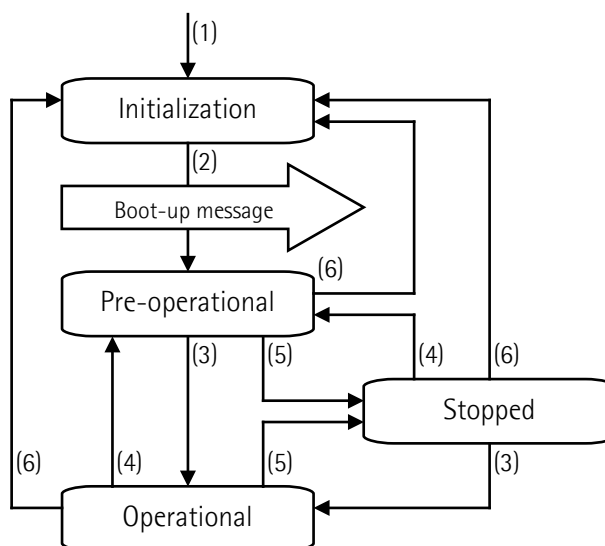 (1)
Initialization
(2)
Boot-up message
(6)
Pre-operational
(3)
(5)
(4)
(6)
Stopped
(6)
(4)
(5)
(3)
Operational